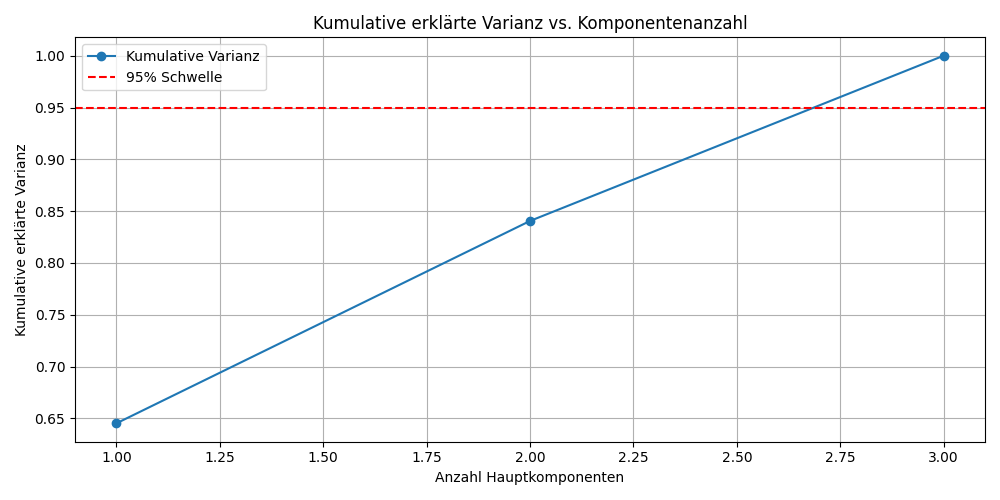 Kumulative erklärte Varianz vs. Komponentenanzahl
Kumulative Varianz
95% Schwelle
Kumulative erklärte Varianz
1.00
0.95
0.90
0.85
0.80
0.75
0.70
0.65
1.00 1.25 1.50 1.75 2.00 2.25 2.50 2.75 3.00
Anzahl Hauptkomponenten